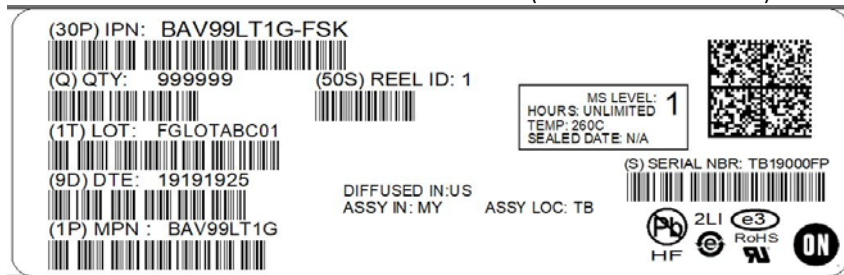 (30P) IPN: BAV99LT1G-FSK
(Q) QTY: 999999
(50S) REEL ID: 1
MS LEVEL: 1
HOURS: UNLIMITED
TEMP: 260C
SEALED DATE: N/A
(1T) LOT: FGLOTABC01
(S) SERIAL NBR: TB19000FP
(9D) DTE: 19191925
DIFFUSED IN:US
ASSY IN: MY ASSY LOC: TB
(1P) MPN : BAV99LT1G
Pb
HF
2LI
e
e3
RoHS
ON